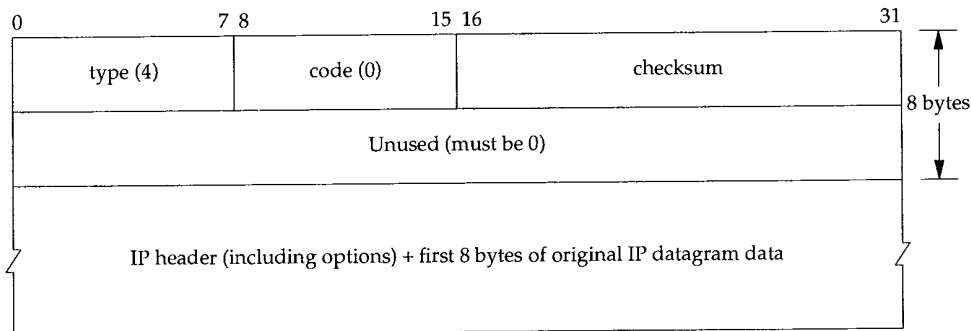 0 7 8 15 16 31
type (4) code (0) checksum
8 bytes
Unused (must be 0)
IP header (including options) + first 8 bytes of original IP datagram data